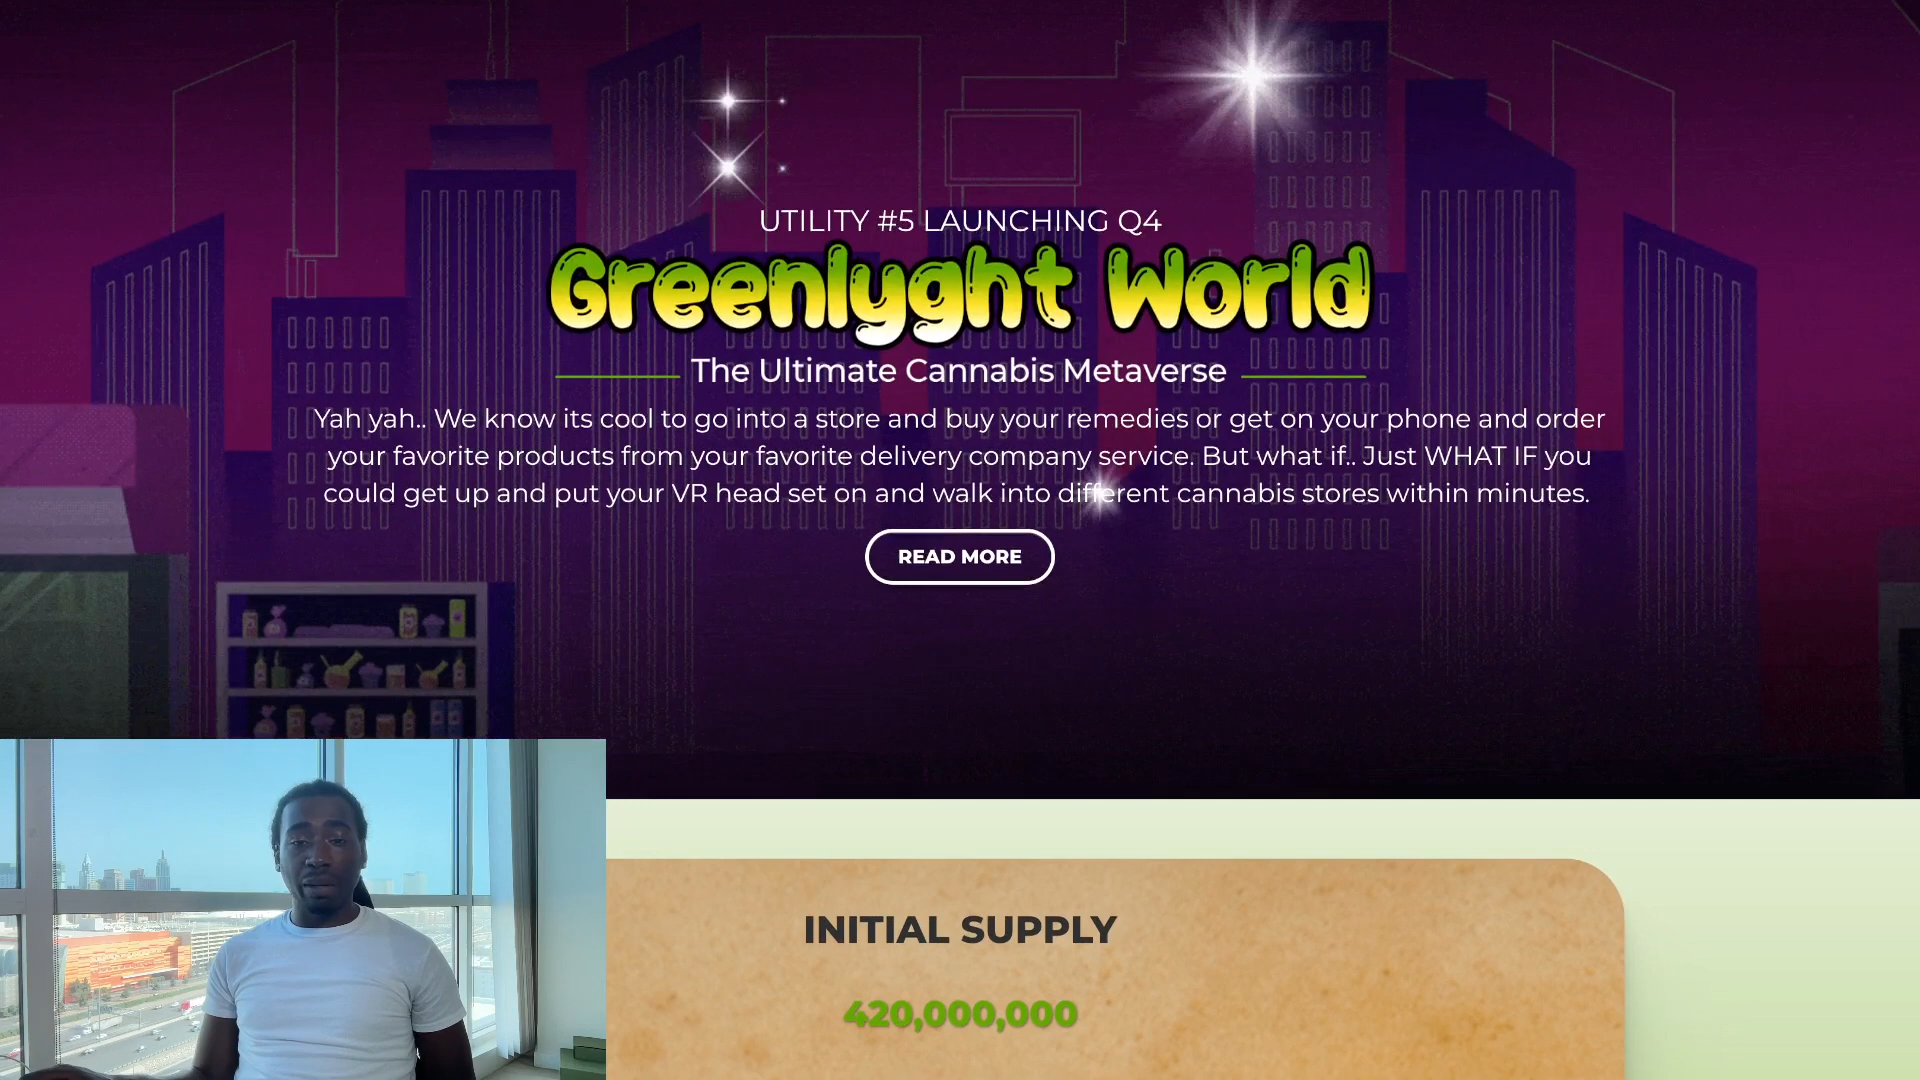 UTILITY #5 LAUNCHING Q4
Greenlyght World
The Ultimate Cannabis Metaverse
Yah yah.. We know its cool to go into a store and buy your remedies or get on your phone and order
your favorite products from your favorite delivery company service. But what if.. Just WHAT IF you
could get up and put your VR head set on and walk into different cannabis stores within minutes.
READ MORE
INITIAL SUPPLY
420,000,000